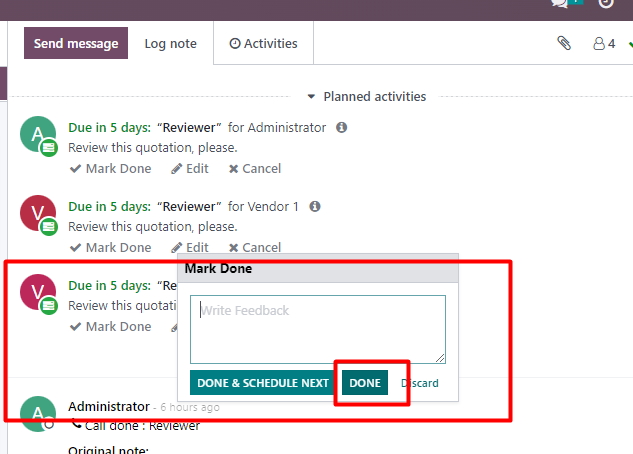 Send message Log note Activities 4
Planned activities
Due in 5 days: “Reviewer” for Administrator
Review this quotation, please.
Mark Done Edit Cancel
Due in 5 days: “Reviewer” for Vendor 1
Review this quotation, please.
Mark Done Edit Cancel
Mark Done
Due in 5 days: “Re
Review this quotati
Mark Done
Write Feedback
DONE & SCHEDULE NEXT DONE Discard
Administrator - 6 hours ago
Call done : Reviewer
Original note:
A
V
V
A